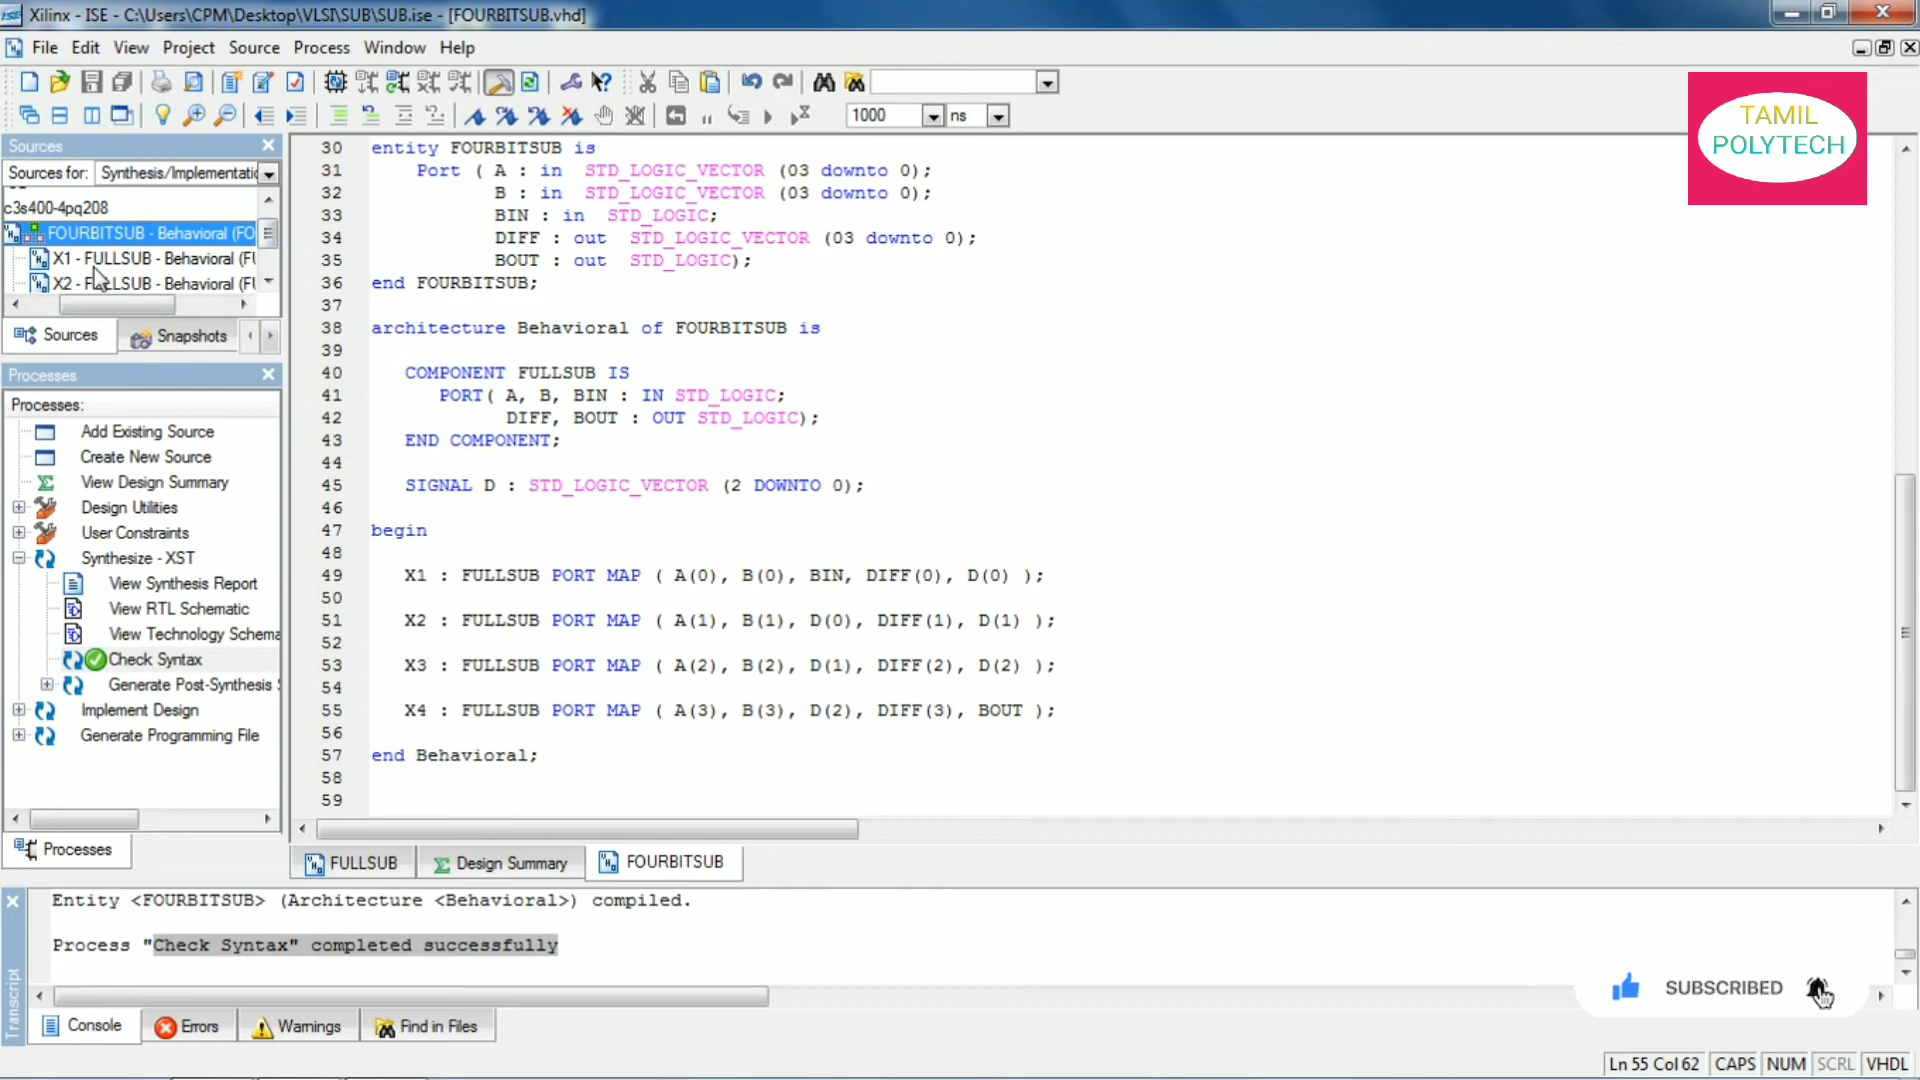 Xilinx - ISE - C:\Users\CPM\Desktop\VLSI\SUB\SUB.ise - [FOURBITSUB.vhd]
File Edit View Project Source Process Window Help
1000 ns
TAMIL
POLYTECH
Sources
Sources for: Synthesis/Implementatic
c3s400-4pq208
FOURBITSUB - Behavioral (FO
X1 - FULLSUB - Behavioral (FU
X2 - FULLSUB - Behavioral (FU
Sources Snapshots
Processes
Processes:
Add Existing Source
Create New Source
View Design Summary
Design Utilities
User Constraints
Synthesize - XST
View Synthesis Report
View RTL Schematic
View Technology Schema
Check Syntax
Generate Post-Synthesis S
Implement Design
Generate Programming File
Processes
30 entity FOURBITSUB is
31 Port ( A : in STD_LOGIC_VECTOR (03 downto 0);
32 B : in STD_LOGIC_VECTOR (03 downto 0);
33 BIN : in STD_LOGIC;
34 DIFF : out STD_LOGIC_VECTOR (03 downto 0);
35 BOUT : out STD_LOGIC);
36 end FOURBITSUB;
37
38 architecture Behavioral of FOURBITSUB is
39
40 COMPONENT FULLSUB IS
41 PORT( A, B, BIN : IN STD_LOGIC;
42 DIFF, BOUT : OUT STD_LOGIC);
43 END COMPONENT;
44
45 SIGNAL D : STD_LOGIC_VECTOR (2 DOWNTO 0);
46
47 begin
48
49 X1 : FULLSUB PORT MAP ( A(0), B(0), BIN, DIFF(0), D(0) );
50
51 X2 : FULLSUB PORT MAP ( A(1), B(1), D(0), DIFF(1), D(1) );
52
53 X3 : FULLSUB PORT MAP ( A(2), B(2), D(1), DIFF(2), D(2) );
54
55 X4 : FULLSUB PORT MAP ( A(3), B(3), D(2), DIFF(3), BOUT );
56
57 end Behavioral;
58
59
FULLSUB Design Summary FOURBITSUB
Entity <FOURBITSUB> (Architecture <Behavioral>) compiled.
Process "Check Syntax" completed successfully
Transcript
SUBSCRIBED
Console Errors Warnings Find in Files
Ln 55 Col 62 CAPS NUM SCRL VHDL